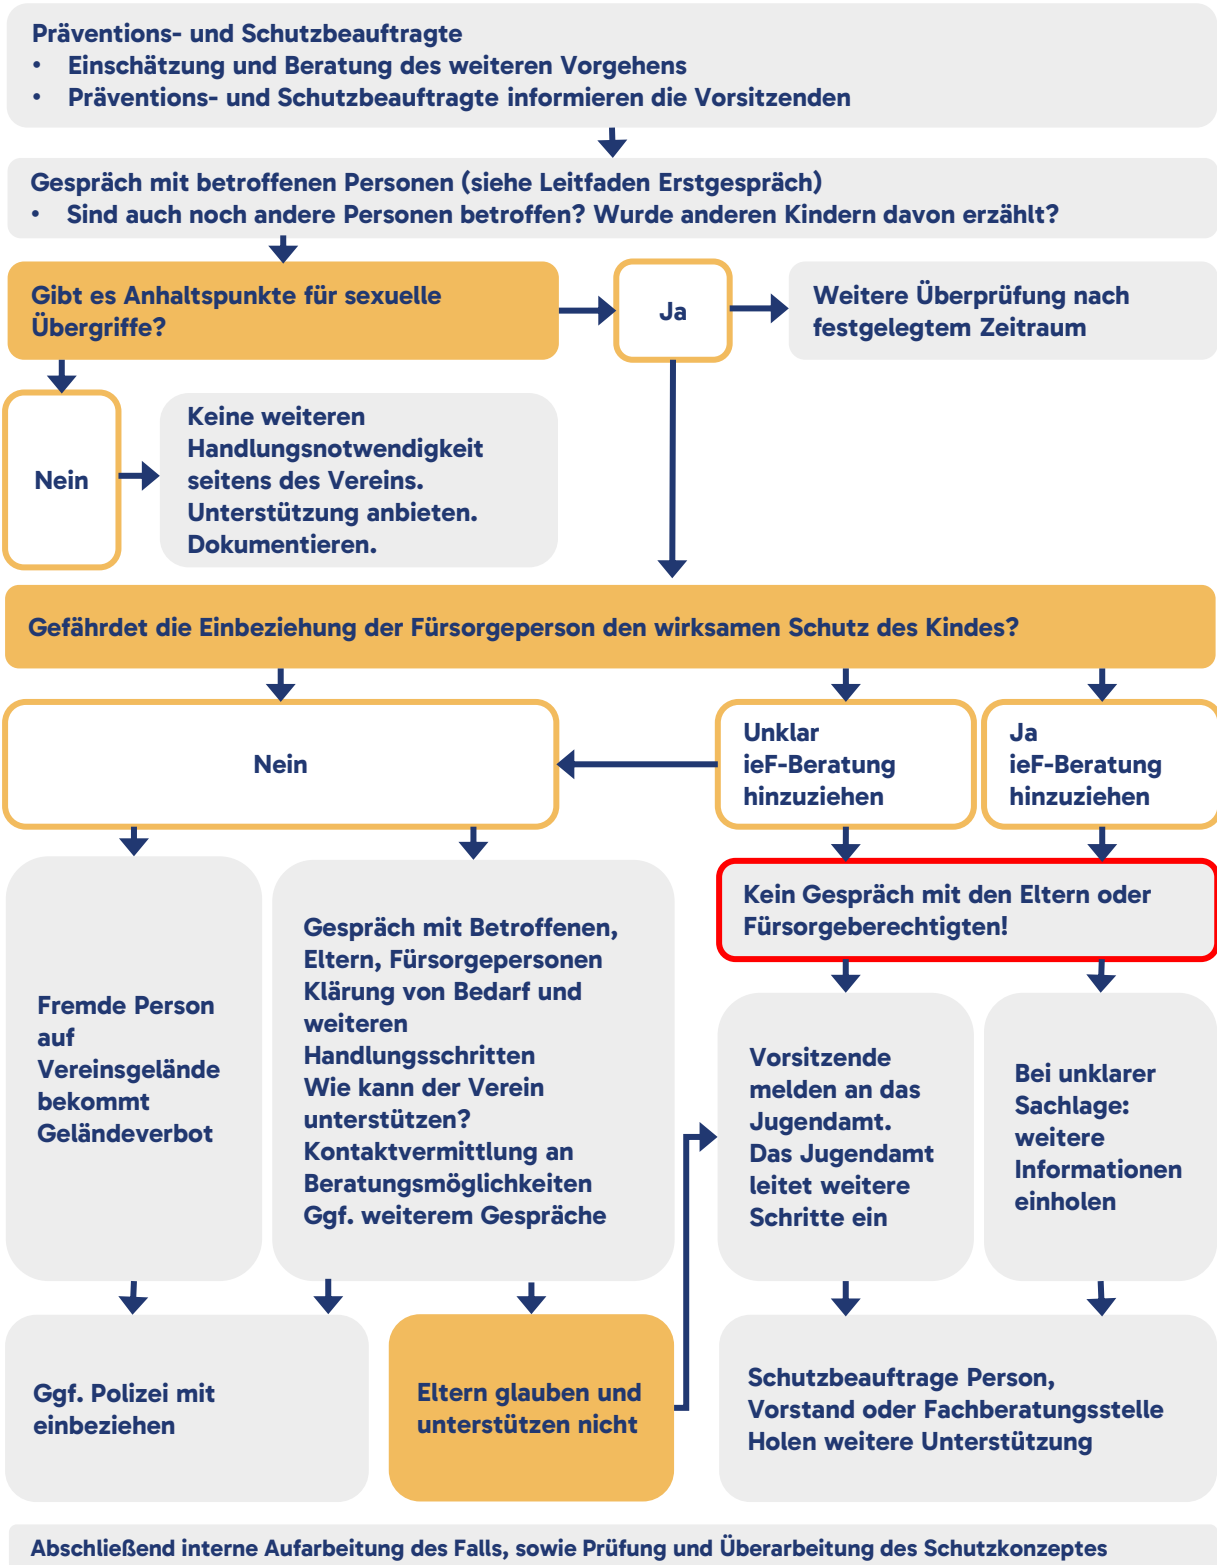 Präventions- und Schutzbeauftragte
• Einschätzung und Beratung des weiteren Vorgehens
• Präventions- und Schutzbeauftragte informieren die Vorsitzenden
Gespräch mit betroffenen Personen (siehe Leitfaden Erstgespräch)
• Sind auch noch andere Personen betroffen? Wurde anderen Kindern davon erzählt?
Gibt es Anhaltspunkte für sexuelle
Übergriffe?
Ja
Weitere Überprüfung nach
festgelegtem Zeitraum
Nein
Keine weiteren
Handlungsnotwendigkeit
seitens des Vereins.
Unterstützung anbieten.
Dokumentieren.
Gefährdet die Einbeziehung der Fürsorgeperson den wirksamen Schutz des Kindes?
Nein
Unklar
ieF-Beratung
hinzuziehen
Ja
ieF-Beratung
hinzuziehen
Kein Gespräch mit den Eltern oder
Fürsorgeberechtigten!
Fremde Person
auf
Vereinsgelände
bekommt
Geländeverbot
Gespräch mit Betroffenen,
Eltern, Fürsorgepersonen
Klärung von Bedarf und
weiteren
Handlungsschritten
Wie kann der Verein
unterstützen?
Kontaktvermittlung an
Beratungsmöglichkeiten
Ggf. weiterem Gespräche
Vorsitzende
melden an das
Jugendamt.
Das Jugendamt
leitet weitere
Schritte ein
Bei unklarer
Sachlage:
weitere
Informationen
einholen
Ggf. Polizei mit
einbeziehen
Eltern glauben und
unterstützen nicht
Schutzbeauftrage Person,
Vorstand oder Fachberatungsstelle
Holen weitere Unterstützung
Abschließend interne Aufarbeitung des Falls, sowie Prüfung und Überarbeitung des Schutzkonzeptes